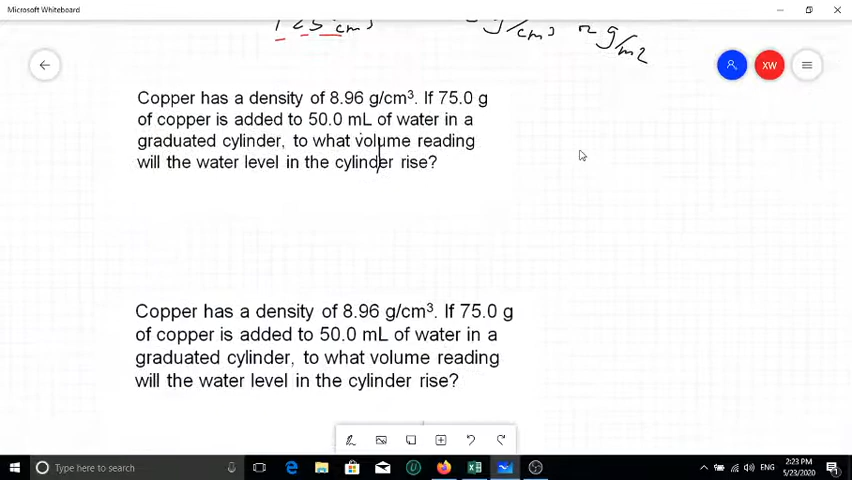 Microsoft Whiteboard
125 cm3 g/cm3 g/m2
XW
Copper has a density of 8.96 g/cm³. If 75.0 g
of copper is added to 50.0 mL of water in a
graduated cylinder, to what volume reading
will the water level in the cylinder rise?
Copper has a density of 8.96 g/cm³. If 75.0 g
of copper is added to 50.0 mL of water in a
graduated cylinder, to what volume reading
will the water level in the cylinder rise?
Type here to search
ENG
2:23 PM
5/23/2020